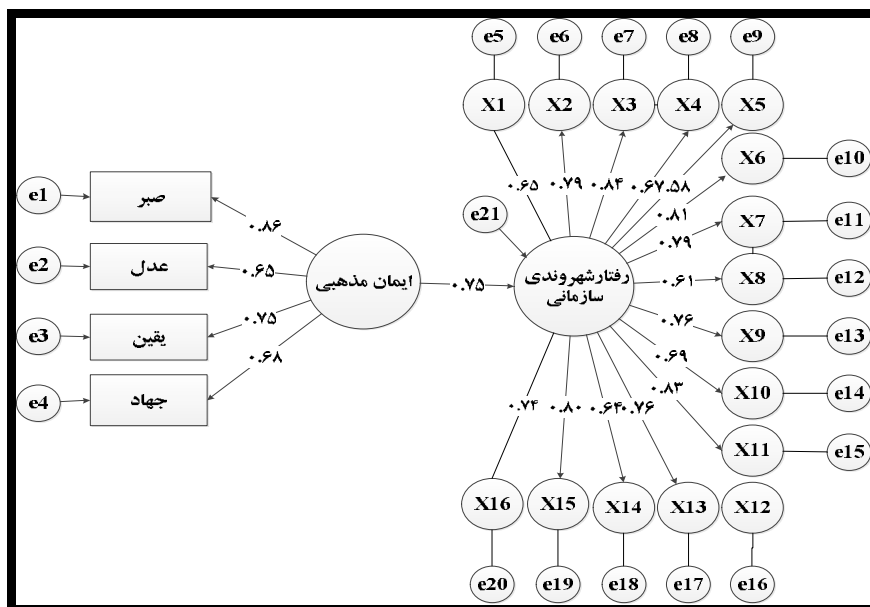 e5
e6
e7
e8
e9
X1
X2
X3
X4
X5
X6
e10
e1
صبر
۰.۸۶
۰.۶۵
۰.۷۹
۰.۸۴
۰.۶۷
.۵۸
۰.۸۱
e21
X7
e11
۰.۷۹
e2
عدل
۰.۶۵
ایمان مذهبی
۰.۷۵
رفتارشهروندی
سازمانی
۰.۶۱
X8
e12
e3
یقین
۰.۷۵
۰.۷۶
X9
e13
e4
جهاد
۰.۶۸
۰.۶۹
X10
e14
۰.۷۴
۰.۸۰
۰.۶۴
۰.۷۶
۰.۸۳
X11
e15
X16
X15
X14
X13
X12
e20
e19
e18
e17
e16